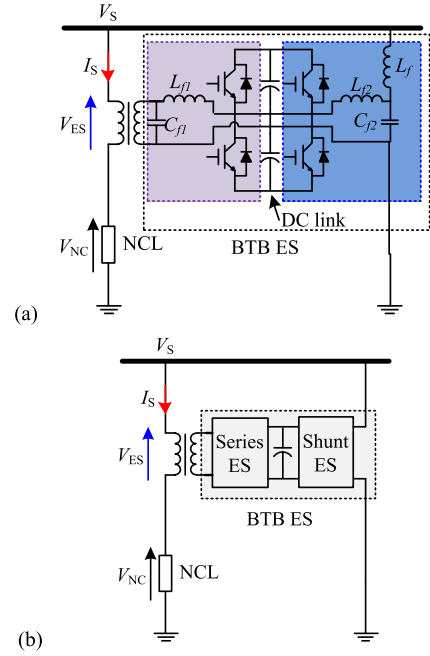 V_S
I_S
L_f1
L_f2
L_f
V_ES
C_f1
C_f2
DC link
V_NC
NCL
BTB ES
(a)
V_S
I_S
V_ES
Series
ES
Shunt
ES
BTB ES
V_NC
NCL
(b)